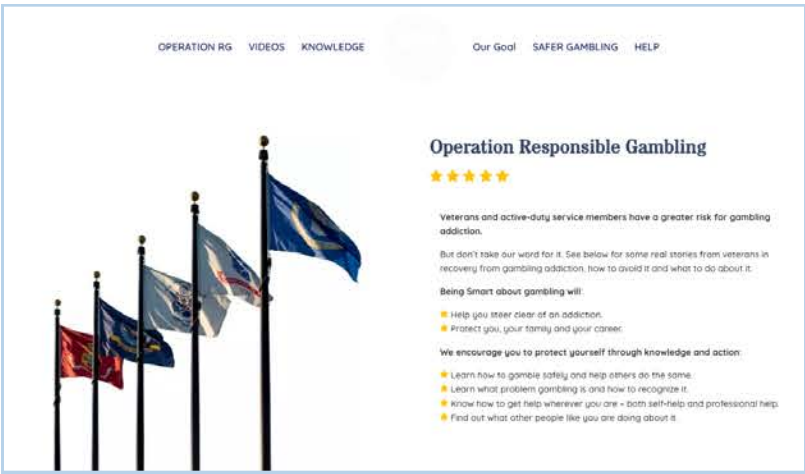 OPERATION RG VIDEOS KNOWLEDGE Our Goal SAFER GAMBLING HELP
Operation Responsible Gambling
Veterans and active-duty service members have a greater risk for gambling
addiction.
But don't take our word for it. See below for some real stories from veterans in
recovery from gambling addiction, how to avoid it and what to do about it.
Being Smart about gambling will:
Help you steer clear of an addiction.
Protect you, your family and your career.
We encourage you to protect yourself through knowledge and action:
Learn how to gamble safely and help others do the same.
Learn what problem gambling is and how to recognize it.
Know how to get help wherever you are – both self-help and professional help.
Find out what other people like you are doing about it.